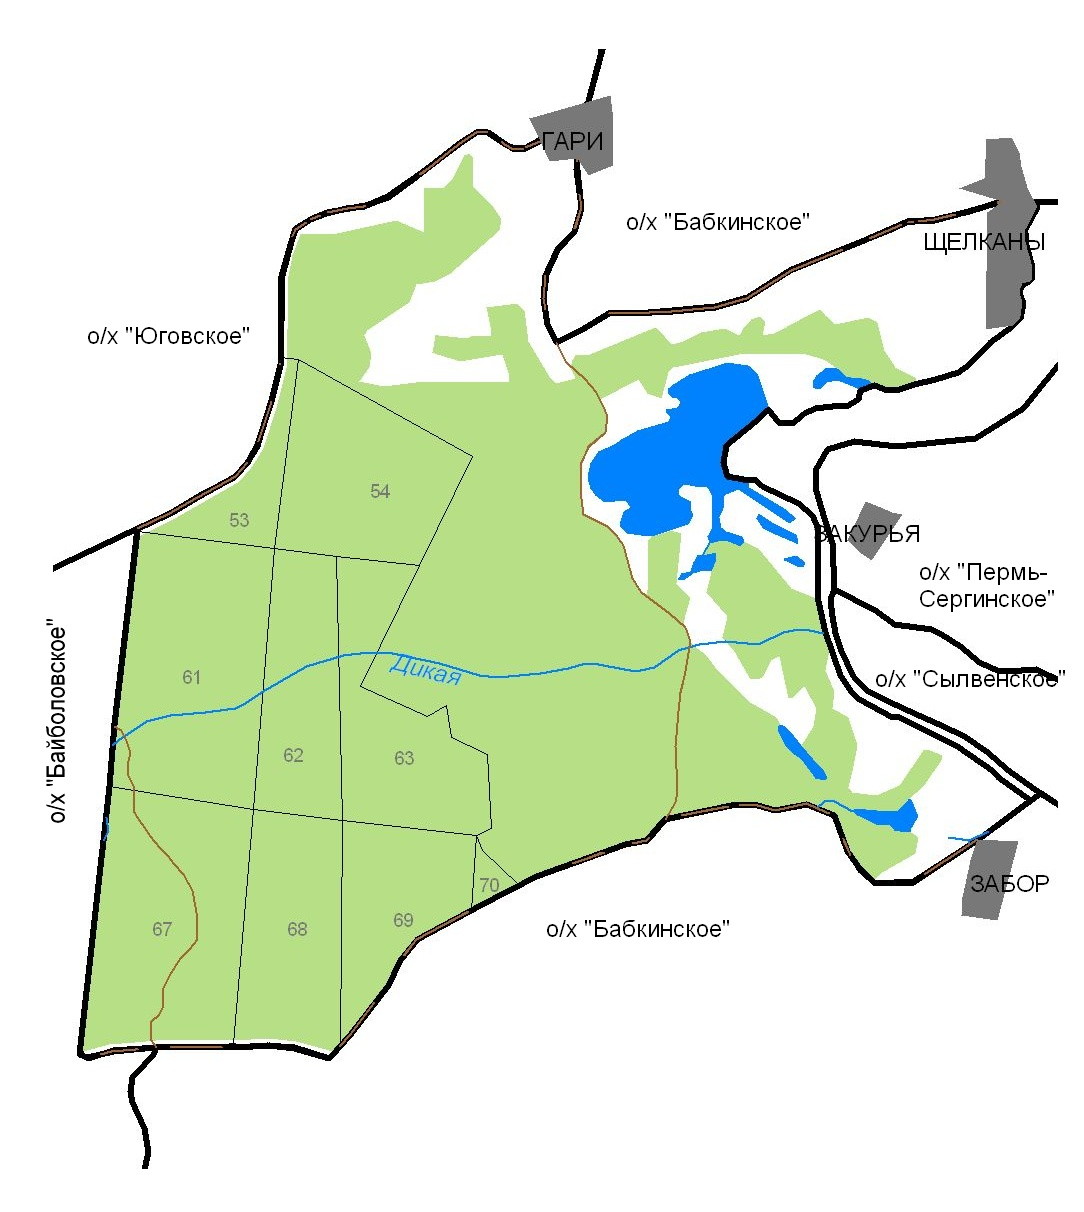 ГАРИ
о/х "Бабкинское"
ЩЕЛКАНЫ
о/х "Юговское"
54
53
ЗАКУРЬЯ
о/х "Пермь-
Сергинское"
о/х "Байболовское"
61
Дикая
о/х "Сылвенское"
62
63
70
ЗАБОР
67
68
69
о/х "Бабкинское"